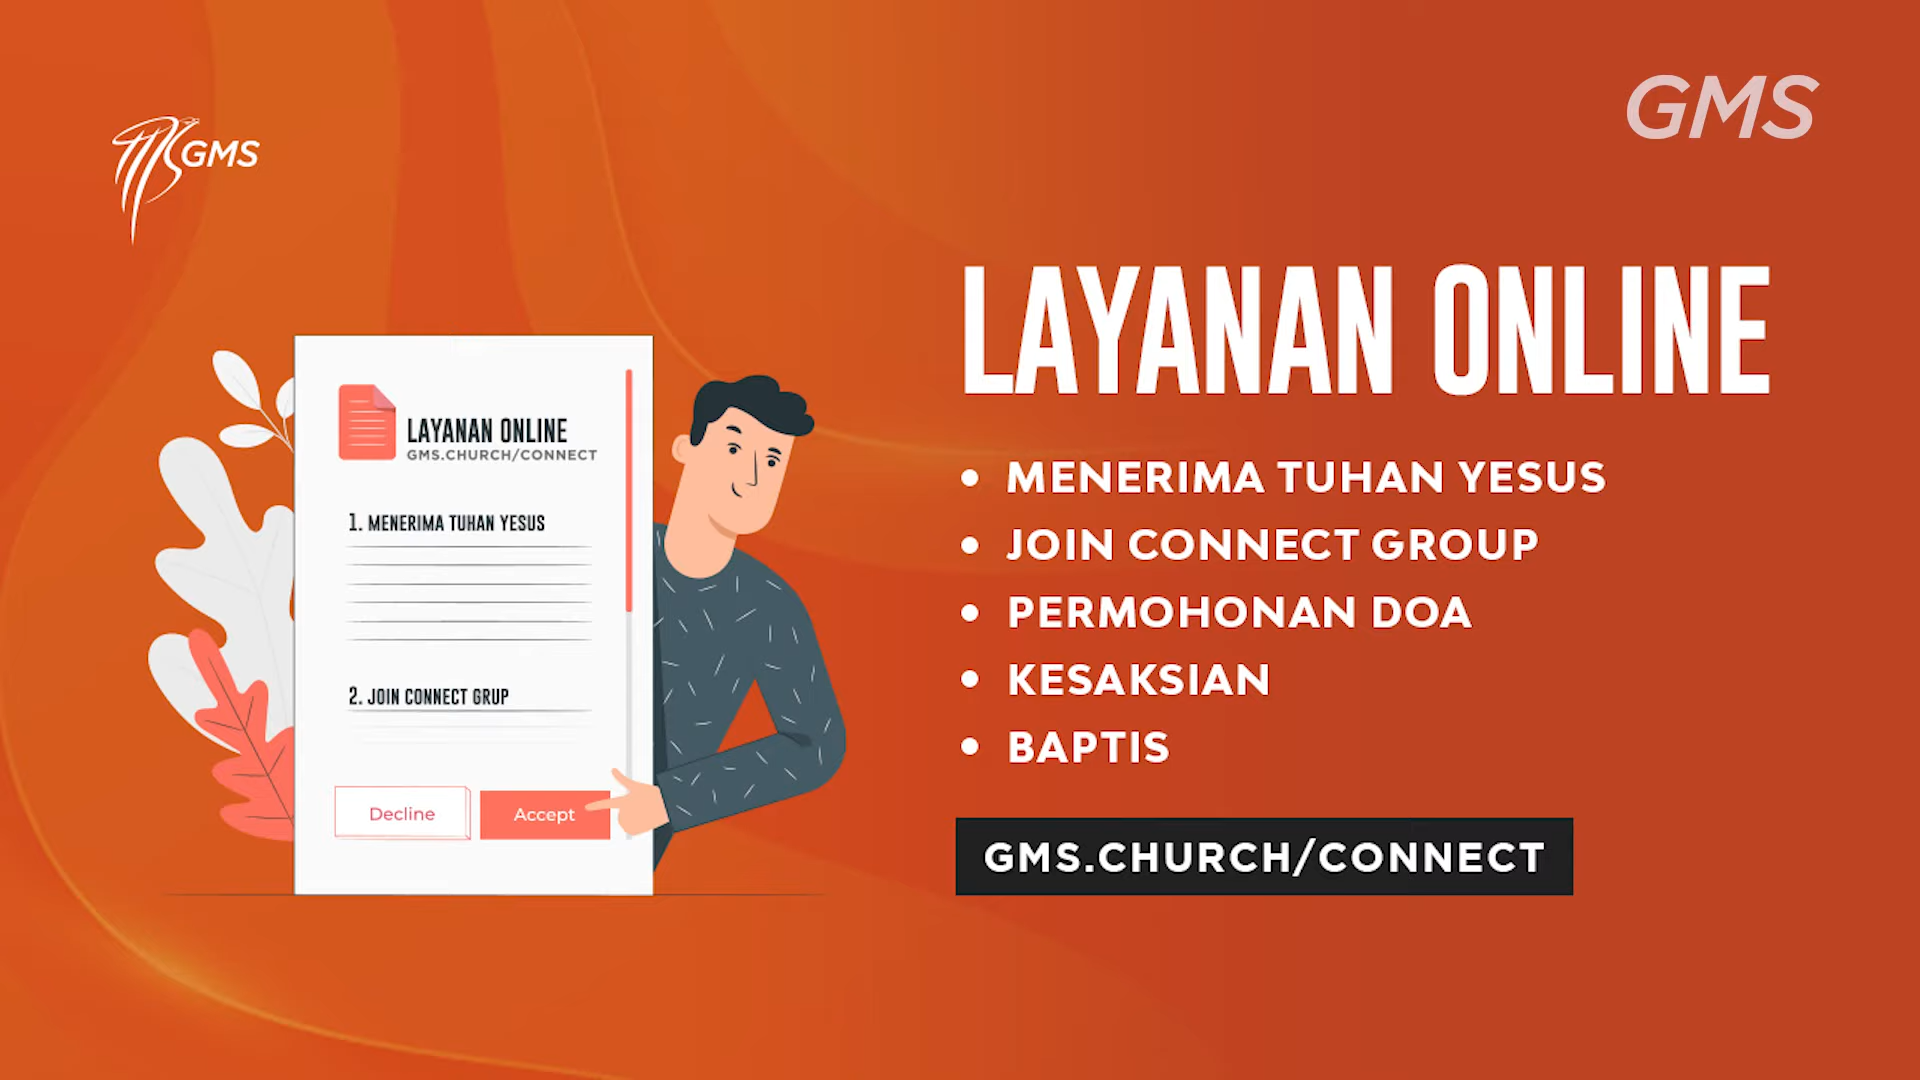 GMS
GMS
LAYANAN ONLINE
GMS.CHURCH/CONNECT
1. MENERIMA TUHAN YESUS
2. JOIN CONNECT GRUP
Decline
Accept
LAYANAN ONLINE
• MENERIMA TUHAN YESUS
• JOIN CONNECT GROUP
• PERMOHONAN DOA
• KESAKSIAN
• BAPTIS
GMS.CHURCH/CONNECT